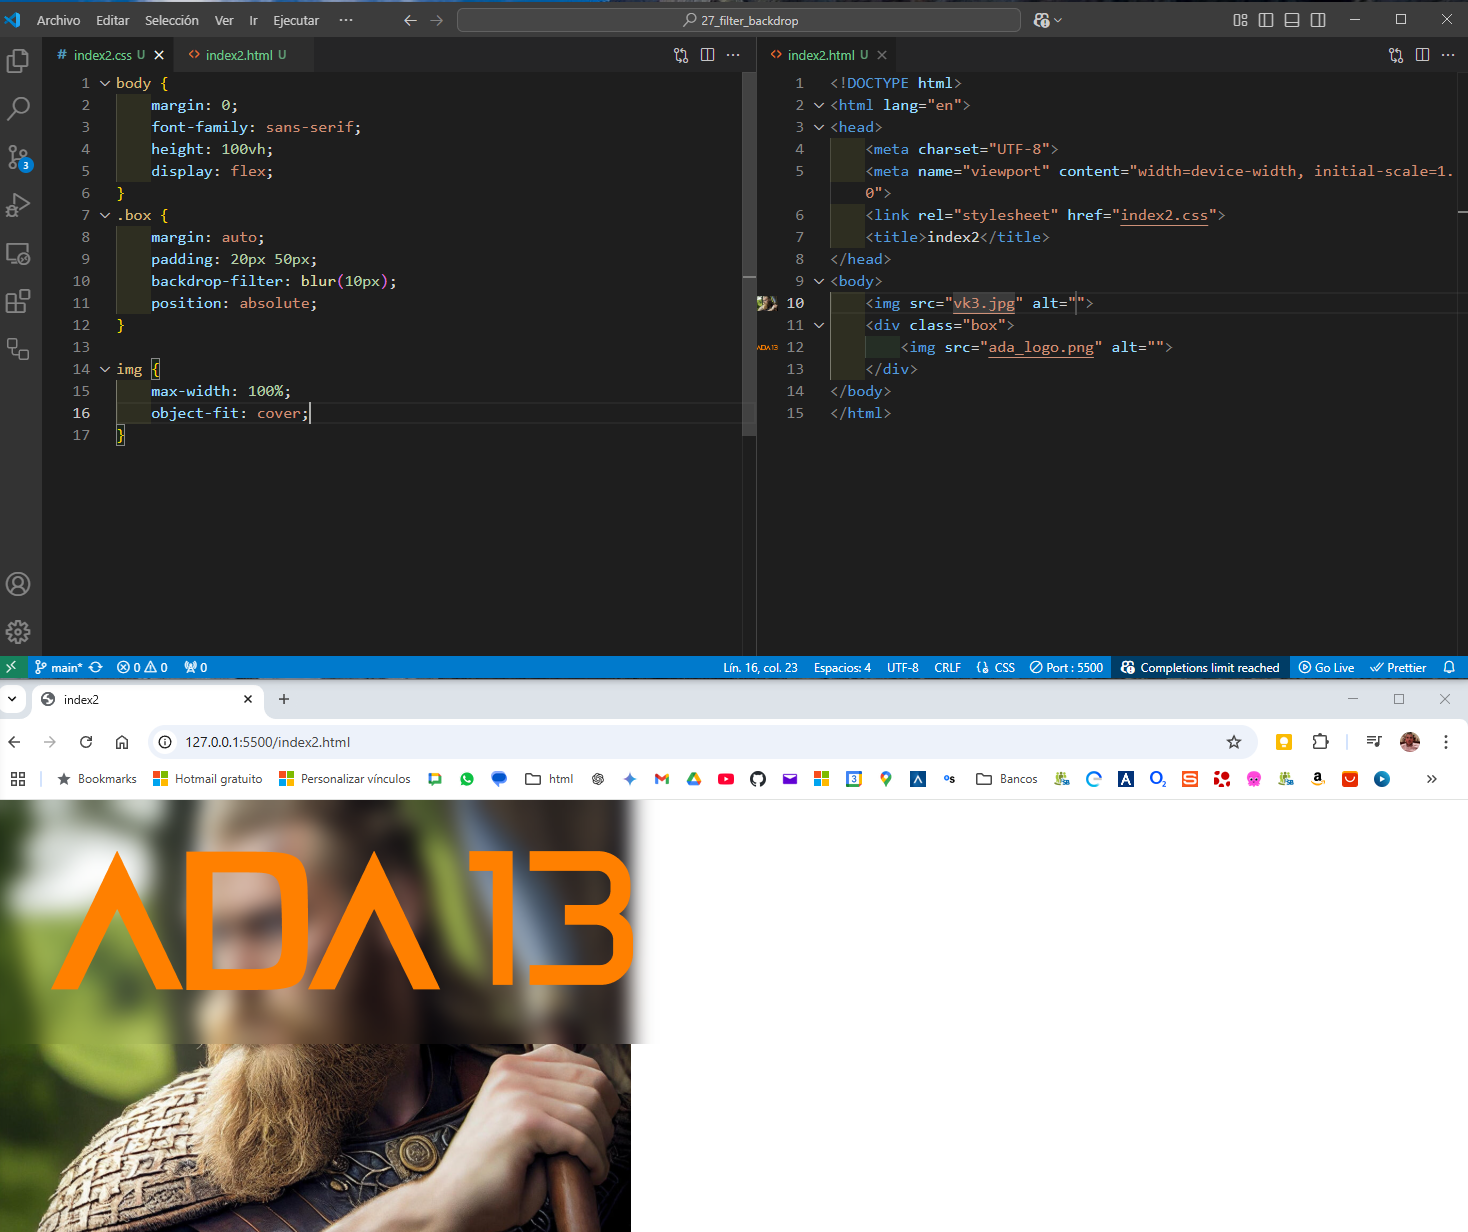 Archivo Editar Selección Ver Ir Ejecutar ··· 27_filter_backdrop
# index2.css U <> index2.html U
1 body {
2 margin: 0;
3 font-family: sans-serif;
4 height: 100vh;
5 display: flex;
6 }
7 .box {
8 margin: auto;
9 padding: 20px 50px;
10 backdrop-filter: blur(10px);
11 position: absolute;
12 }
13
14 img {
15 max-width: 100%;
16 object-fit: cover;
17 }
<> index2.html U
1 <!DOCTYPE html>
2 <html lang="en">
3 <head>
4 <meta charset="UTF-8">
5 <meta name="viewport" content="width=device-width, initial-scale=1.
0">
6 <link rel="stylesheet" href="index2.css">
7 <title>index2</title>
8 </head>
9 <body>
10 <img src="vk3.jpg" alt="">
11 <div class="box">
ADA 13 12 <img src="ada_logo.png" alt="">
13 </div>
14 </body>
15 </html>
3
main* 0 0 0 Lín. 16, col. 23 Espacios: 4 UTF-8 CRLF {} CSS Port : 5500 Completions limit reached Go Live Prettier
index2
127.0.0.1:5500/index2.html
Bookmarks Hotmail gratuito Personalizar vínculos html Bancos
ADA 13